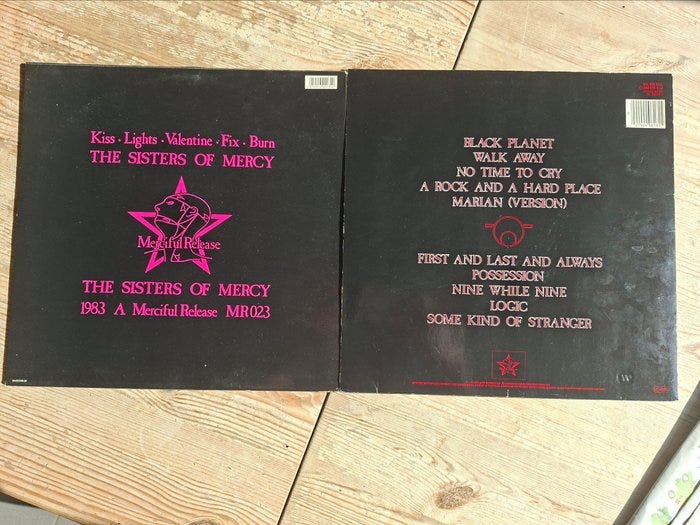 Kiss · Lights · Valentine · Fix · Burn
THE SISTERS OF MERCY
Merciful Release
THE SISTERS OF MERCY
1983 A Merciful Release MR023
BLACK PLANET
WALK AWAY
NO TIME TO CRY
A ROCK AND A HARD PLACE
MARIAN (VERSION)
FIRST AND LAST AND ALWAYS
POSSESSION
NINE WHILE NINE
LOGIC
SOME KIND OF STRANGER